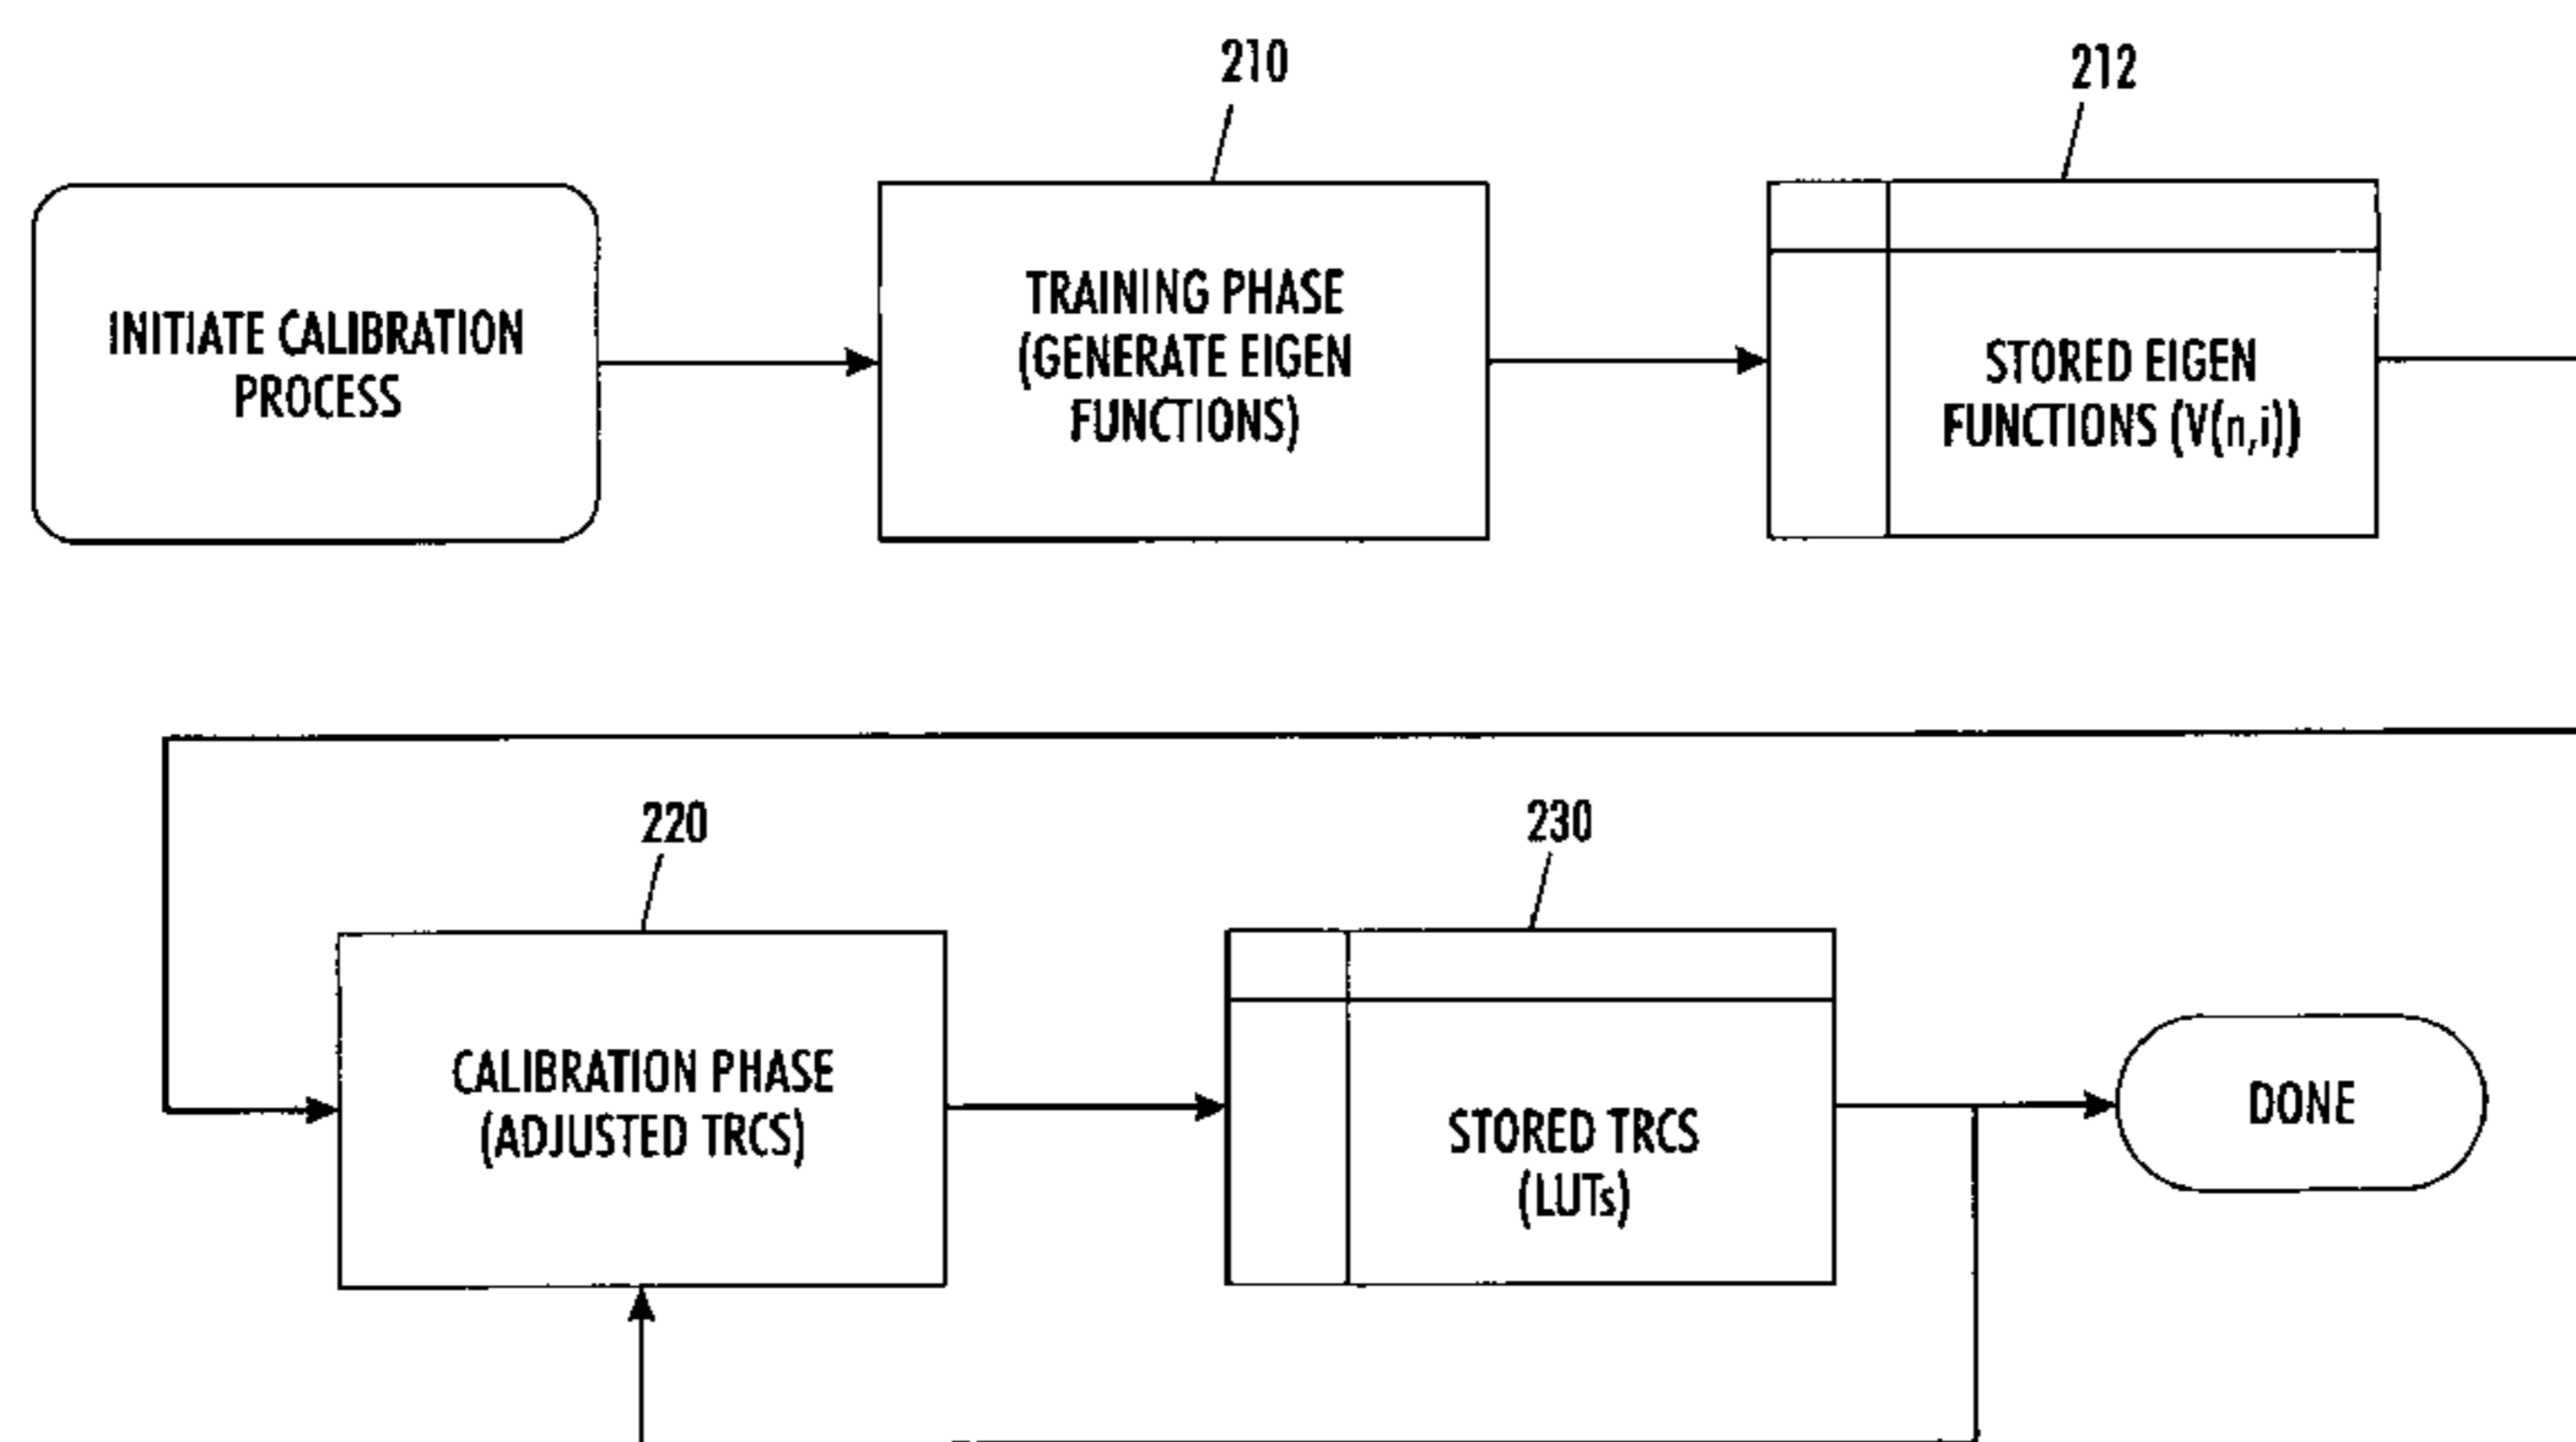 210
212
INITIATE CALIBRATION
PROCESS
TRAINING PHASE
(GENERATE EIGEN
FUNCTIONS)
STORED EIGEN
FUNCTIONS (V(n,i))
220
230
CALIBRATION PHASE
(ADJUSTED TRCS)
STORED TRCS
(LUTs)
DONE